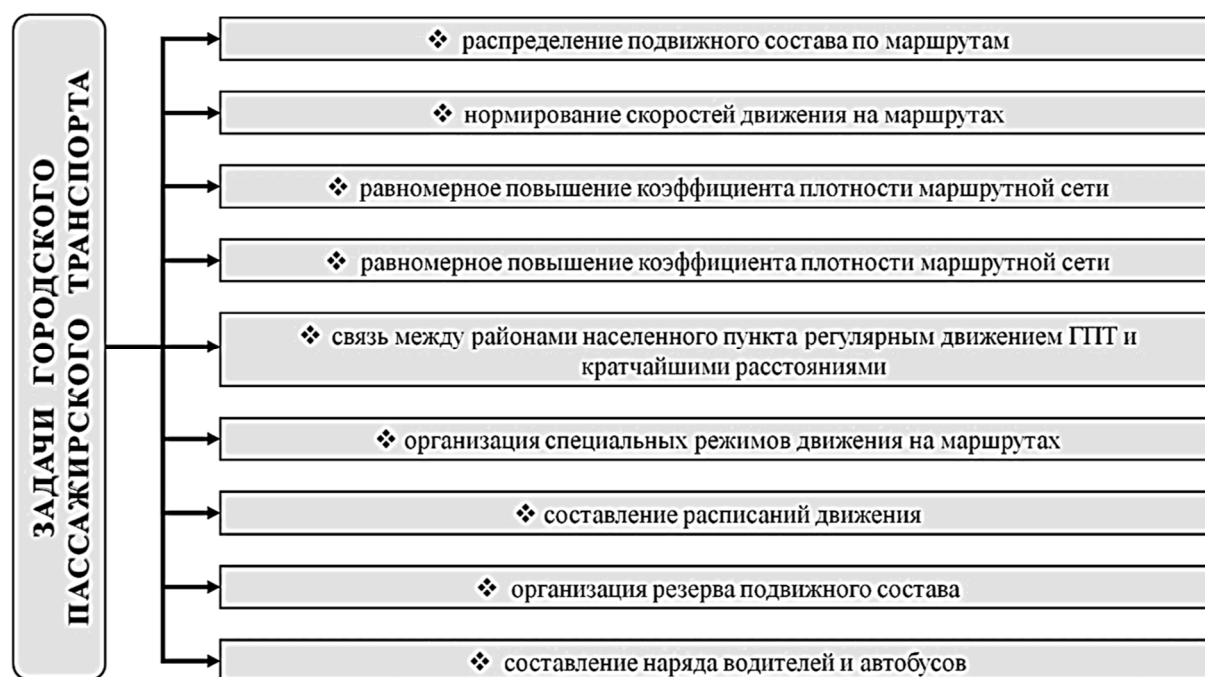 ЗАДАЧИ ГОРОДСКОГО
ПАССАЖИРСКОГО ТРАНСПОРТА
❖ распределение подвижного состава по маршрутам
❖ нормирование скоростей движения на маршрутах
❖ равномерное повышение коэффициента плотности маршрутной сети
❖ равномерное повышение коэффициента плотности маршрутной сети
❖ связь между районами населенного пункта регулярным движением ГПТ и
кратчайшими расстояниями
❖ организация специальных режимов движения на маршрутах
❖ составление расписаний движения
❖ организация резерва подвижного состава
❖ составление наряда водителей и автобусов